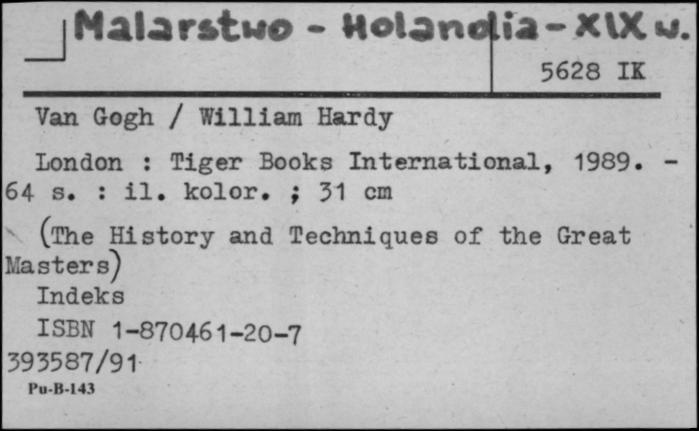 Malarstwo - Holandia - XIX w.
5628 IK
Van Gogh / William Hardy
London : Tiger Books International, 1989. -
64 s. : il. kolor. ; 31 cm
(The History and Techniques of the Great
Masters)
Indeks
ISBN 1-870461-20-7
393587/91
Pu-B-143